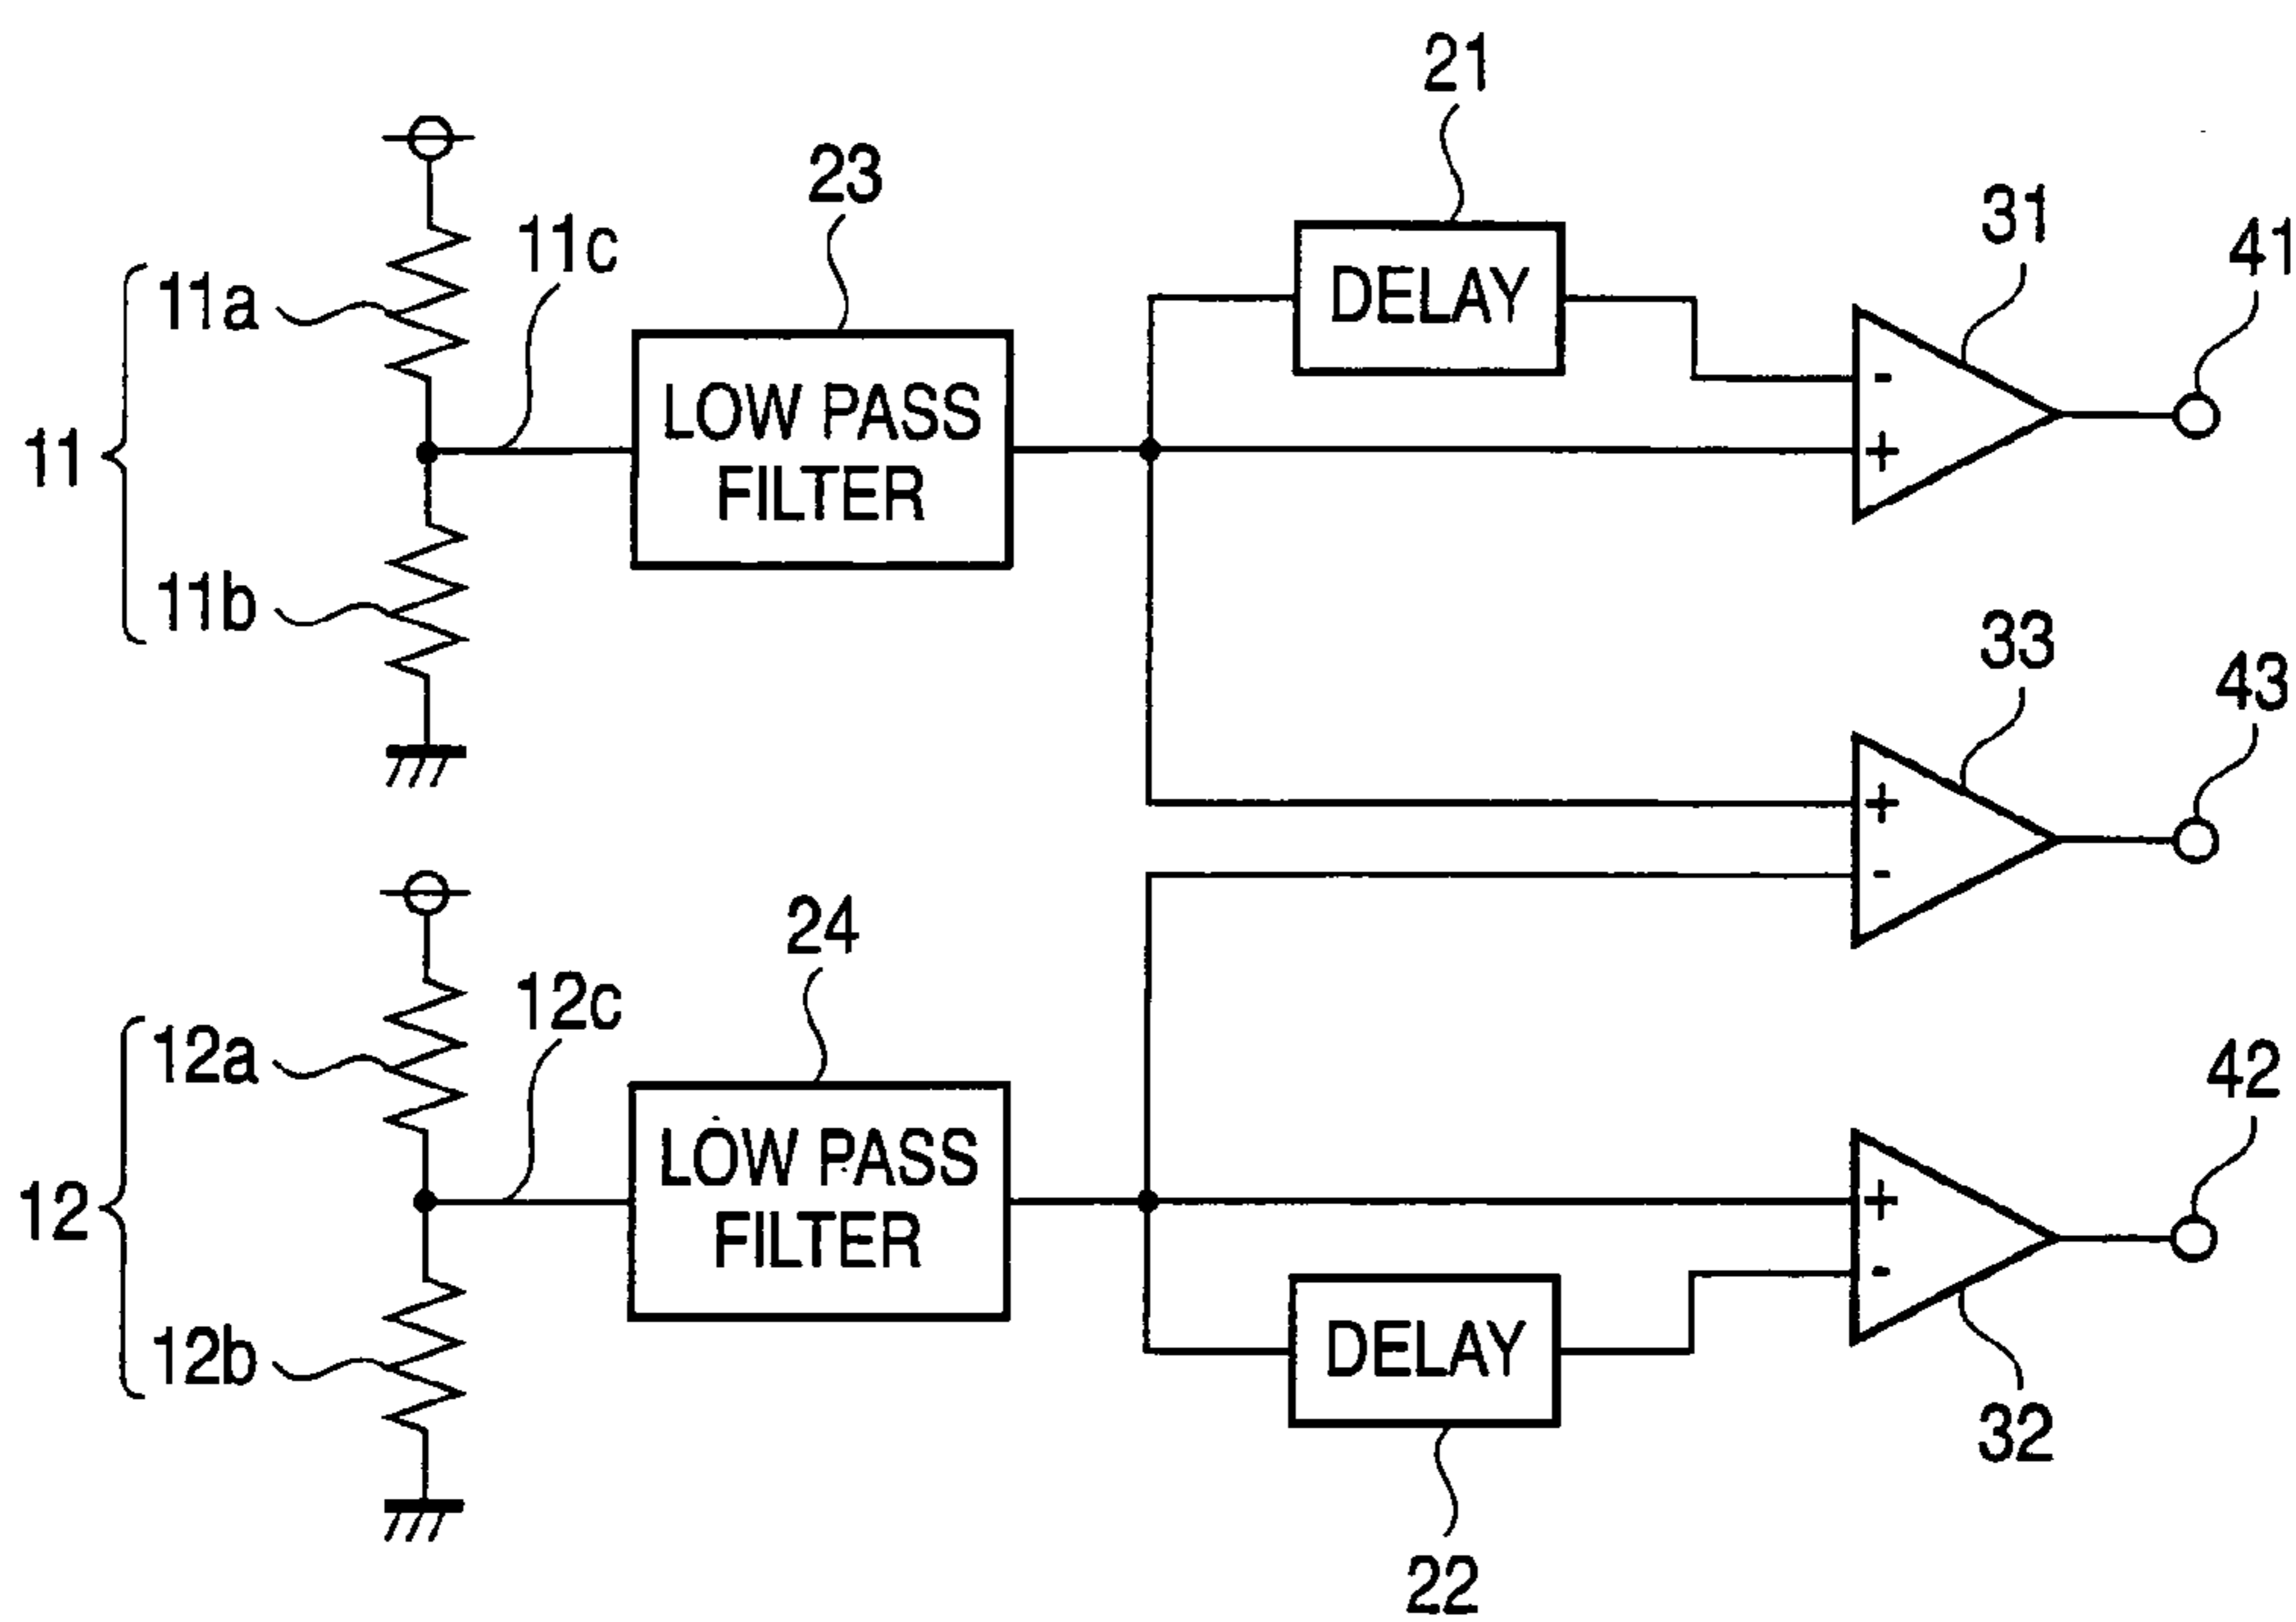 21
23
31
41
11c
11a
DELAY
-
LOW PASS
FILTER
+
11
11b
33
43
+
-
24
12c
12a
42
LOW PASS
FILTER
+
12
-
DELAY
12b
32
22